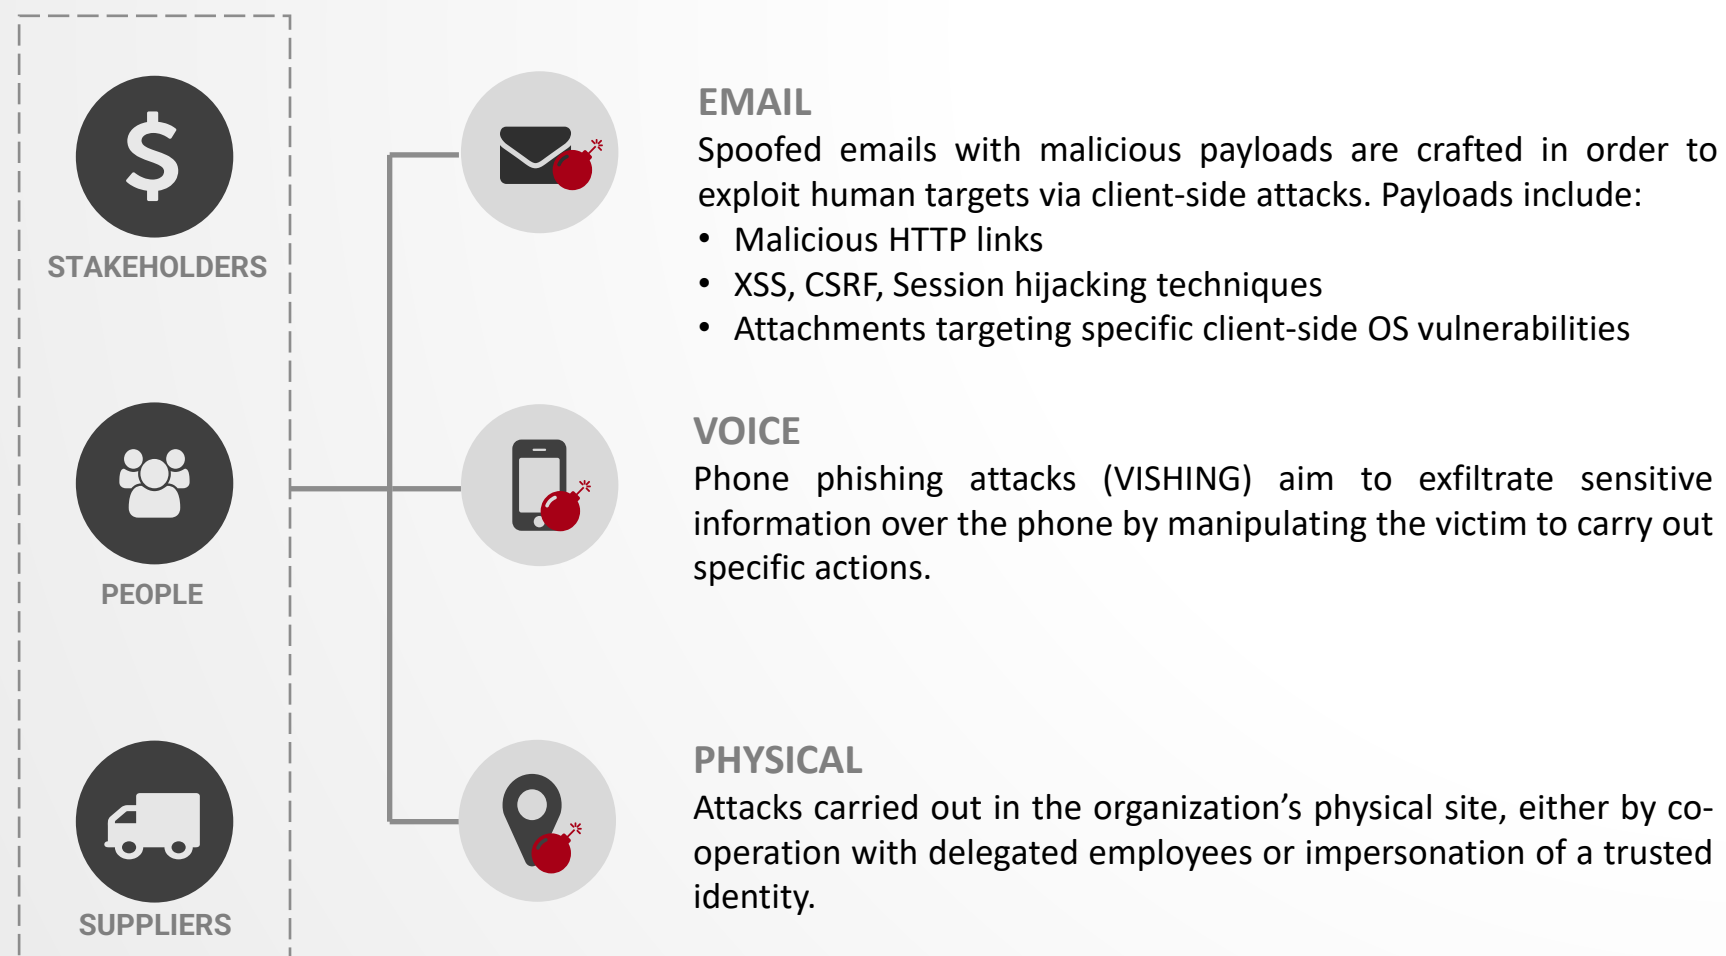 STAKEHOLDERS
PEOPLE
SUPPLIERS
EMAIL
Spoofed emails with malicious payloads are crafted in order to
exploit human targets via client-side attacks. Payloads include:
• Malicious HTTP links
• XSS, CSRF, Session hijacking techniques
• Attachments targeting specific client-side OS vulnerabilities
VOICE
Phone phishing attacks (VISHING) aim to exfiltrate sensitive
information over the phone by manipulating the victim to carry out
specific actions.
PHYSICAL
Attacks carried out in the organization’s physical site, either by co-
operation with delegated employees or impersonation of a trusted
identity.